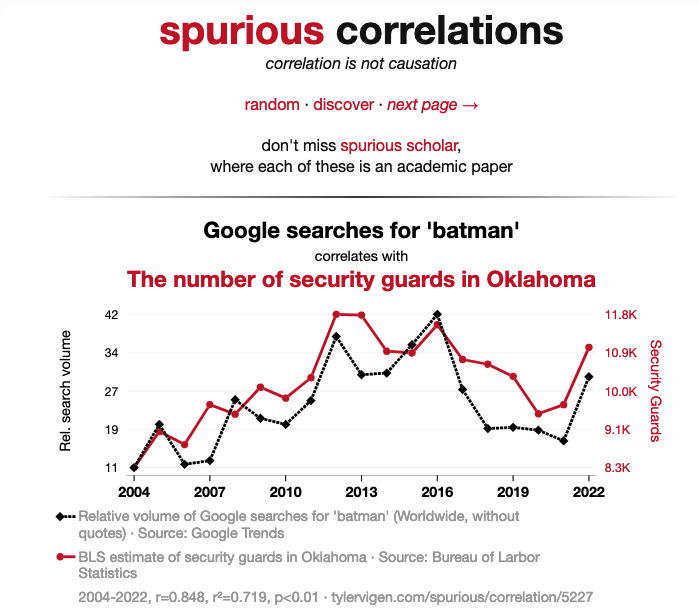 spurious correlations
correlation is not causation
random · discover · next page →
don't miss spurious scholar,
where each of these is an academic paper
Google searches for 'batman'
correlates with
The number of security guards in Oklahoma
42
34
27
19
11
Rel. search volume
11.8K
10.9K
10.0K
9.1K
8.3K
Security Guards
2004 2007 2010 2013 2016 2019 2022
Relative volume of Google searches for 'batman' (Worldwide, without
quotes) · Source: Google Trends
BLS estimate of security guards in Oklahoma · Source: Bureau of Larbor
Statistics
2004-2022, r=0.848, r²=0.719, p<0.01 · tylervigen.com/spurious/correlation/5227